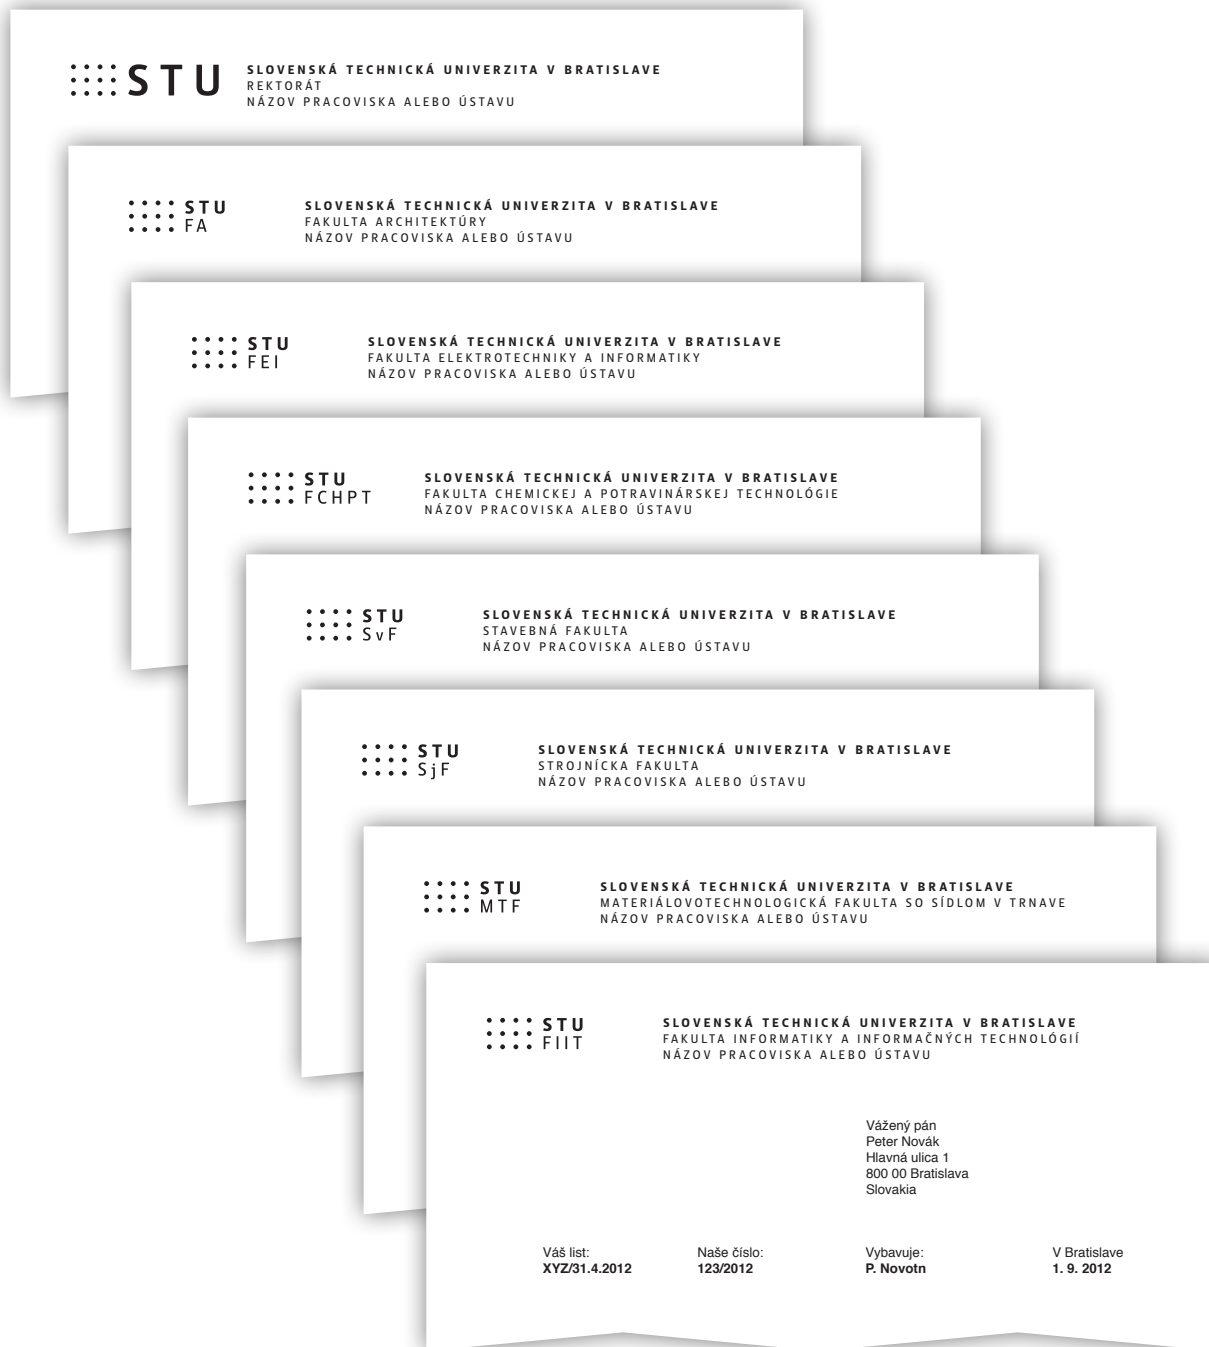 STU
SLOVENSKÁ TECHNICKÁ UNIVERZITA V BRATISLAVE
REKTORÁT
NÁZOV PRACOVISKA ALEBO ÚSTAVU
STU
FA
SLOVENSKÁ TECHNICKÁ UNIVERZITA V BRATISLAVE
FAKULTA ARCHITEKTÚRY
NÁZOV PRACOVISKA ALEBO ÚSTAVU
STU
FEI
SLOVENSKÁ TECHNICKÁ UNIVERZITA V BRATISLAVE
FAKULTA ELEKTROTECHNIKY A INFORMATIKY
NÁZOV PRACOVISKA ALEBO ÚSTAVU
STU
FCHPT
SLOVENSKÁ TECHNICKÁ UNIVERZITA V BRATISLAVE
FAKULTA CHEMICKEJ A POTRAVINÁRSKEJ TECHNOLÓGIE
NÁZOV PRACOVISKA ALEBO ÚSTAVU
STU
SvF
SLOVENSKÁ TECHNICKÁ UNIVERZITA V BRATISLAVE
STAVEBNÁ FAKULTA
NÁZOV PRACOVISKA ALEBO ÚSTAVU
STU
SjF
SLOVENSKÁ TECHNICKÁ UNIVERZITA V BRATISLAVE
STROJNÍCKA FAKULTA
NÁZOV PRACOVISKA ALEBO ÚSTAVU
STU
MTF
SLOVENSKÁ TECHNICKÁ UNIVERZITA V BRATISLAVE
MATERIÁLOVOTECHNOLOGICKÁ FAKULTA SO SÍDLOM V TRNAVE
NÁZOV PRACOVISKA ALEBO ÚSTAVU
STU
FIIT
SLOVENSKÁ TECHNICKÁ UNIVERZITA V BRATISLAVE
FAKULTA INFORMATIKY A INFORMAČNÝCH TECHNOLÓGIÍ
NÁZOV PRACOVISKA ALEBO ÚSTAVU
Vážený pán
Peter Novák
Hlavná ulica 1
800 00 Bratislava
Slovakia
Váš list: Naše číslo: Vybavuje: V Bratislave
XYZ/31.4.2012 123/2012 P. Novotn 1. 9. 2012